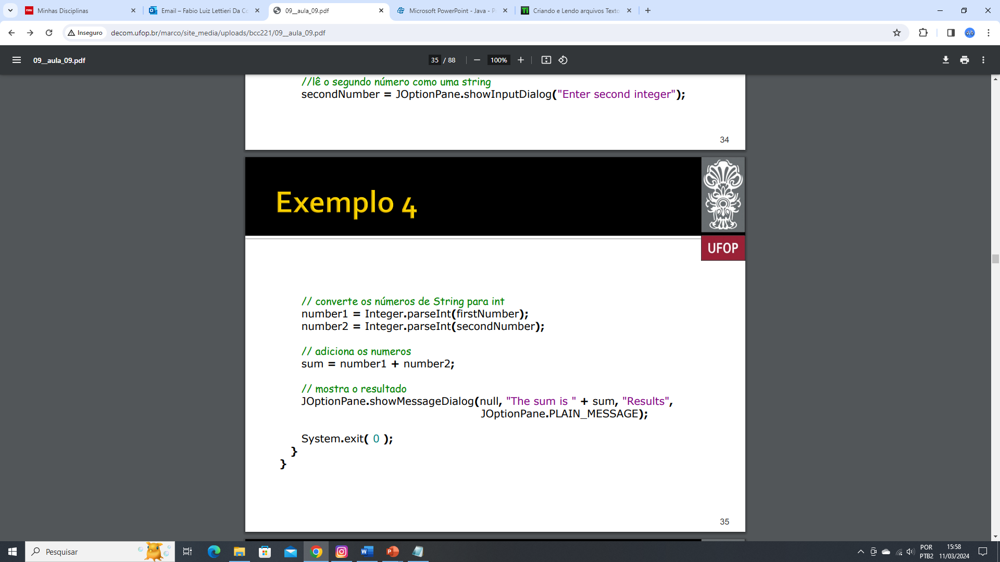 Minhas Disciplinas
Email – Fabio Luiz Lettieri Da Co
09__aula_09.pdf
Microsoft PowerPoint - Java - P
Criando e Lendo arquivos Texto
Inseguro
decom.ufop.br/marco/site_media/uploads/bcc221/09__aula_09.pdf
09__aula_09.pdf
35 / 88
100%
//lê o segundo número como uma string
secondNumber = JOptionPane.showInputDialog("Enter second integer");
34
Exemplo 4
UFOP
// converte os números de String para int
number1 = Integer.parseInt(firstNumber);
number2 = Integer.parseInt(secondNumber);
// adiciona os numeros
sum = number1 + number2;
// mostra o resultado
JOptionPane.showMessageDialog(null, "The sum is " + sum, "Results",
JOptionPane.PLAIN_MESSAGE);
System.exit( 0 );
}
}
35
Pesquisar
POR
PTB2
15:58
11/03/2024